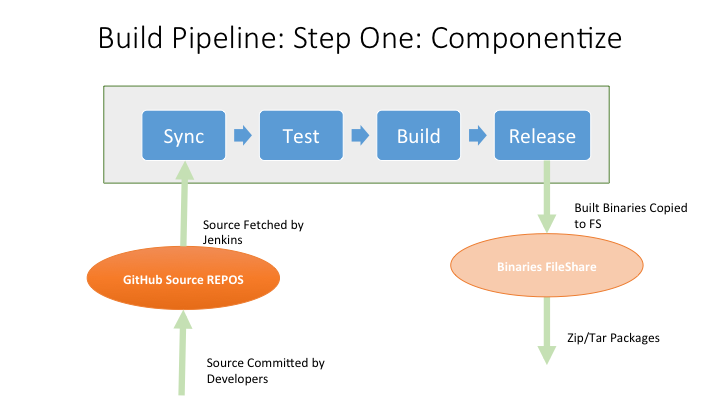 Build Pipeline: Step One: Componentize
Sync
Test
Build
Release
Source Fetched by
Jenkins
Built Binaries Copied
to FS
GitHub Source REPOS
Binaries FileShare
Source Committed by
Developers
Zip/Tar Packages